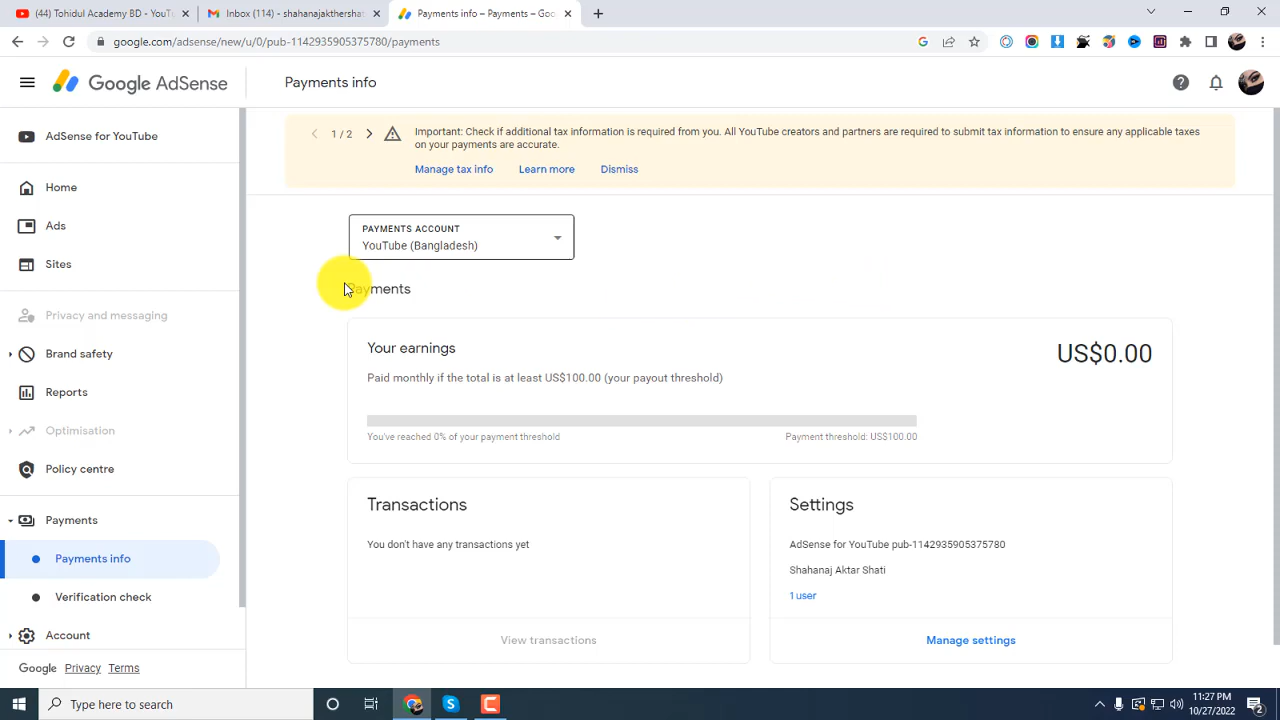 (44) Tohidul Academy BD - YouT
Inbox (114) - shahanajakthershat
Payments info – Payments – Goo
google.com/adsense/new/u/0/pub-1142935905375780/payments
Google AdSense
Payments info
AdSense for YouTube
Home
Ads
Sites
Privacy and messaging
Brand safety
Reports
Optimisation
Policy centre
Payments
Payments info
Verification check
Account
Google Privacy Terms
1 / 2
Important: Check if additional tax information is required from you. All YouTube creators and partners are required to submit tax information to ensure any applicable taxes
on your payments are accurate.
Manage tax info Learn more Dismiss
PAYMENTS ACCOUNT
YouTube (Bangladesh)
Payments
Your earnings
US$0.00
Paid monthly if the total is at least US$100.00 (your payout threshold)
You've reached 0% of your payment threshold
Payment threshold: US$100.00
Transactions
You don't have any transactions yet
View transactions
Settings
AdSense for YouTube pub-1142935905375780
Shahanaj Aktar Shati
1 user
Manage settings
Type here to search
11:27 PM
10/27/2022
2